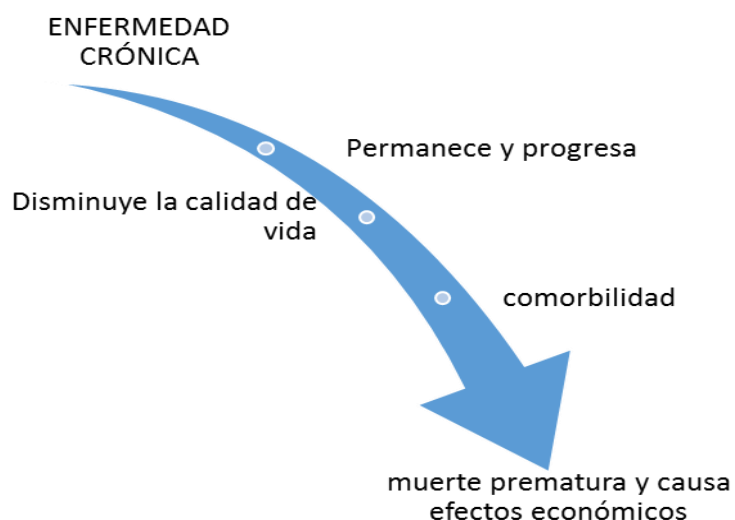 ENFERMEDAD
CRÓNICA
Permanece y progresa
Disminuye la calidad de
vida
comorbilidad
muerte prematura y causa
efectos económicos